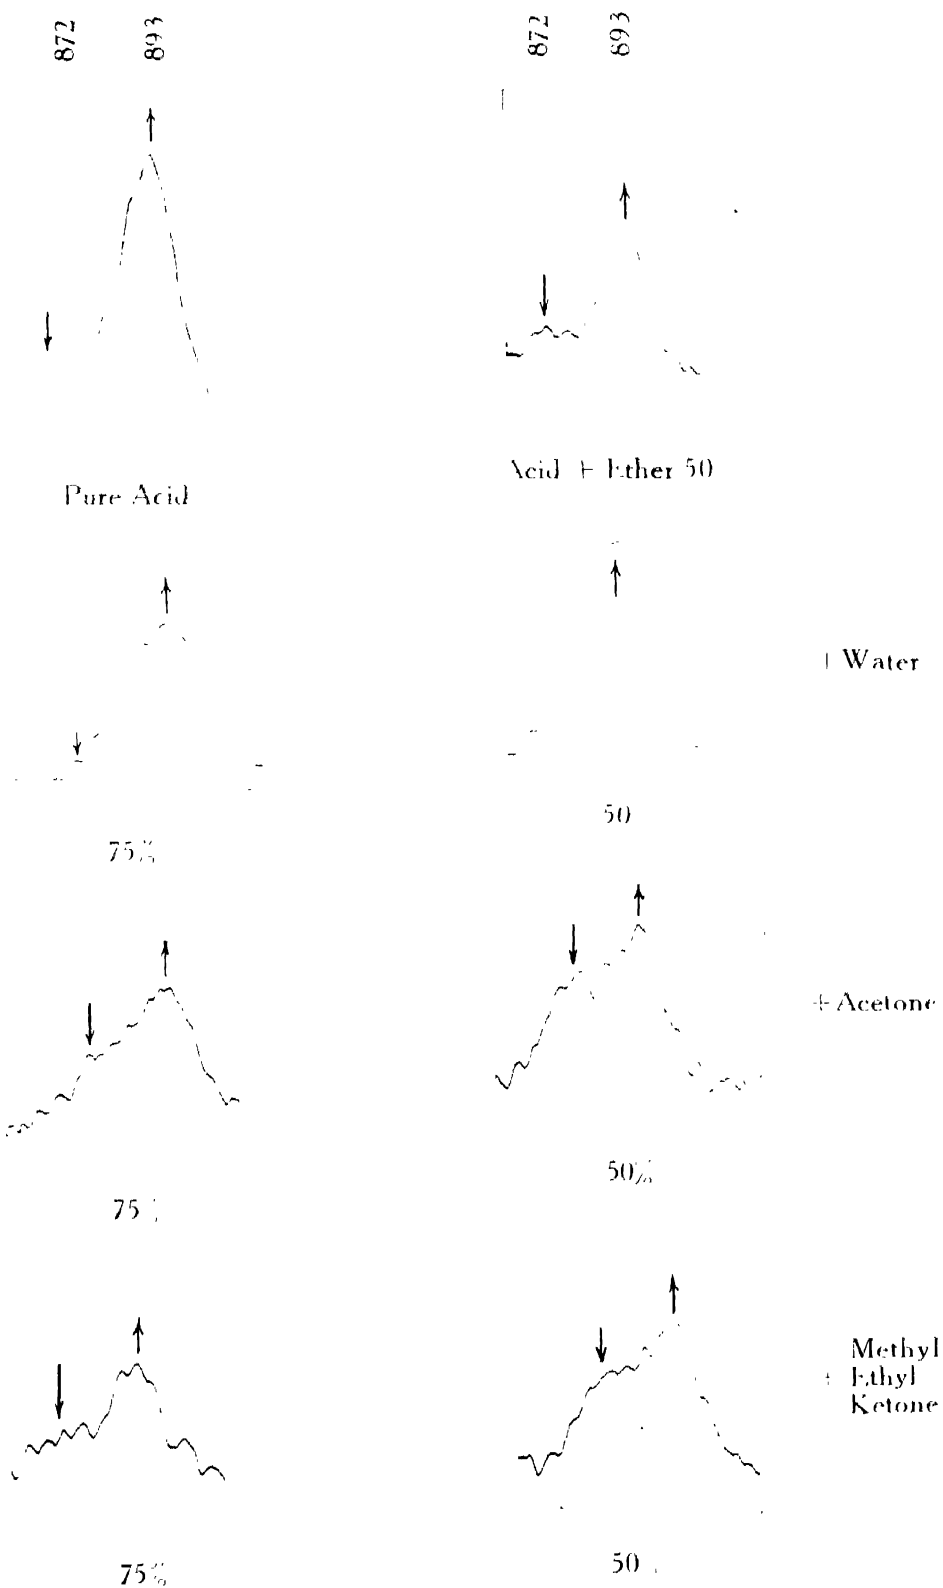 872 893 872 893
Pure Acid
Acid + Ether 50
+ Water
75%
50
+ Acetone
75
50%
Methyl
+ Ethyl
Ketone
75%
50